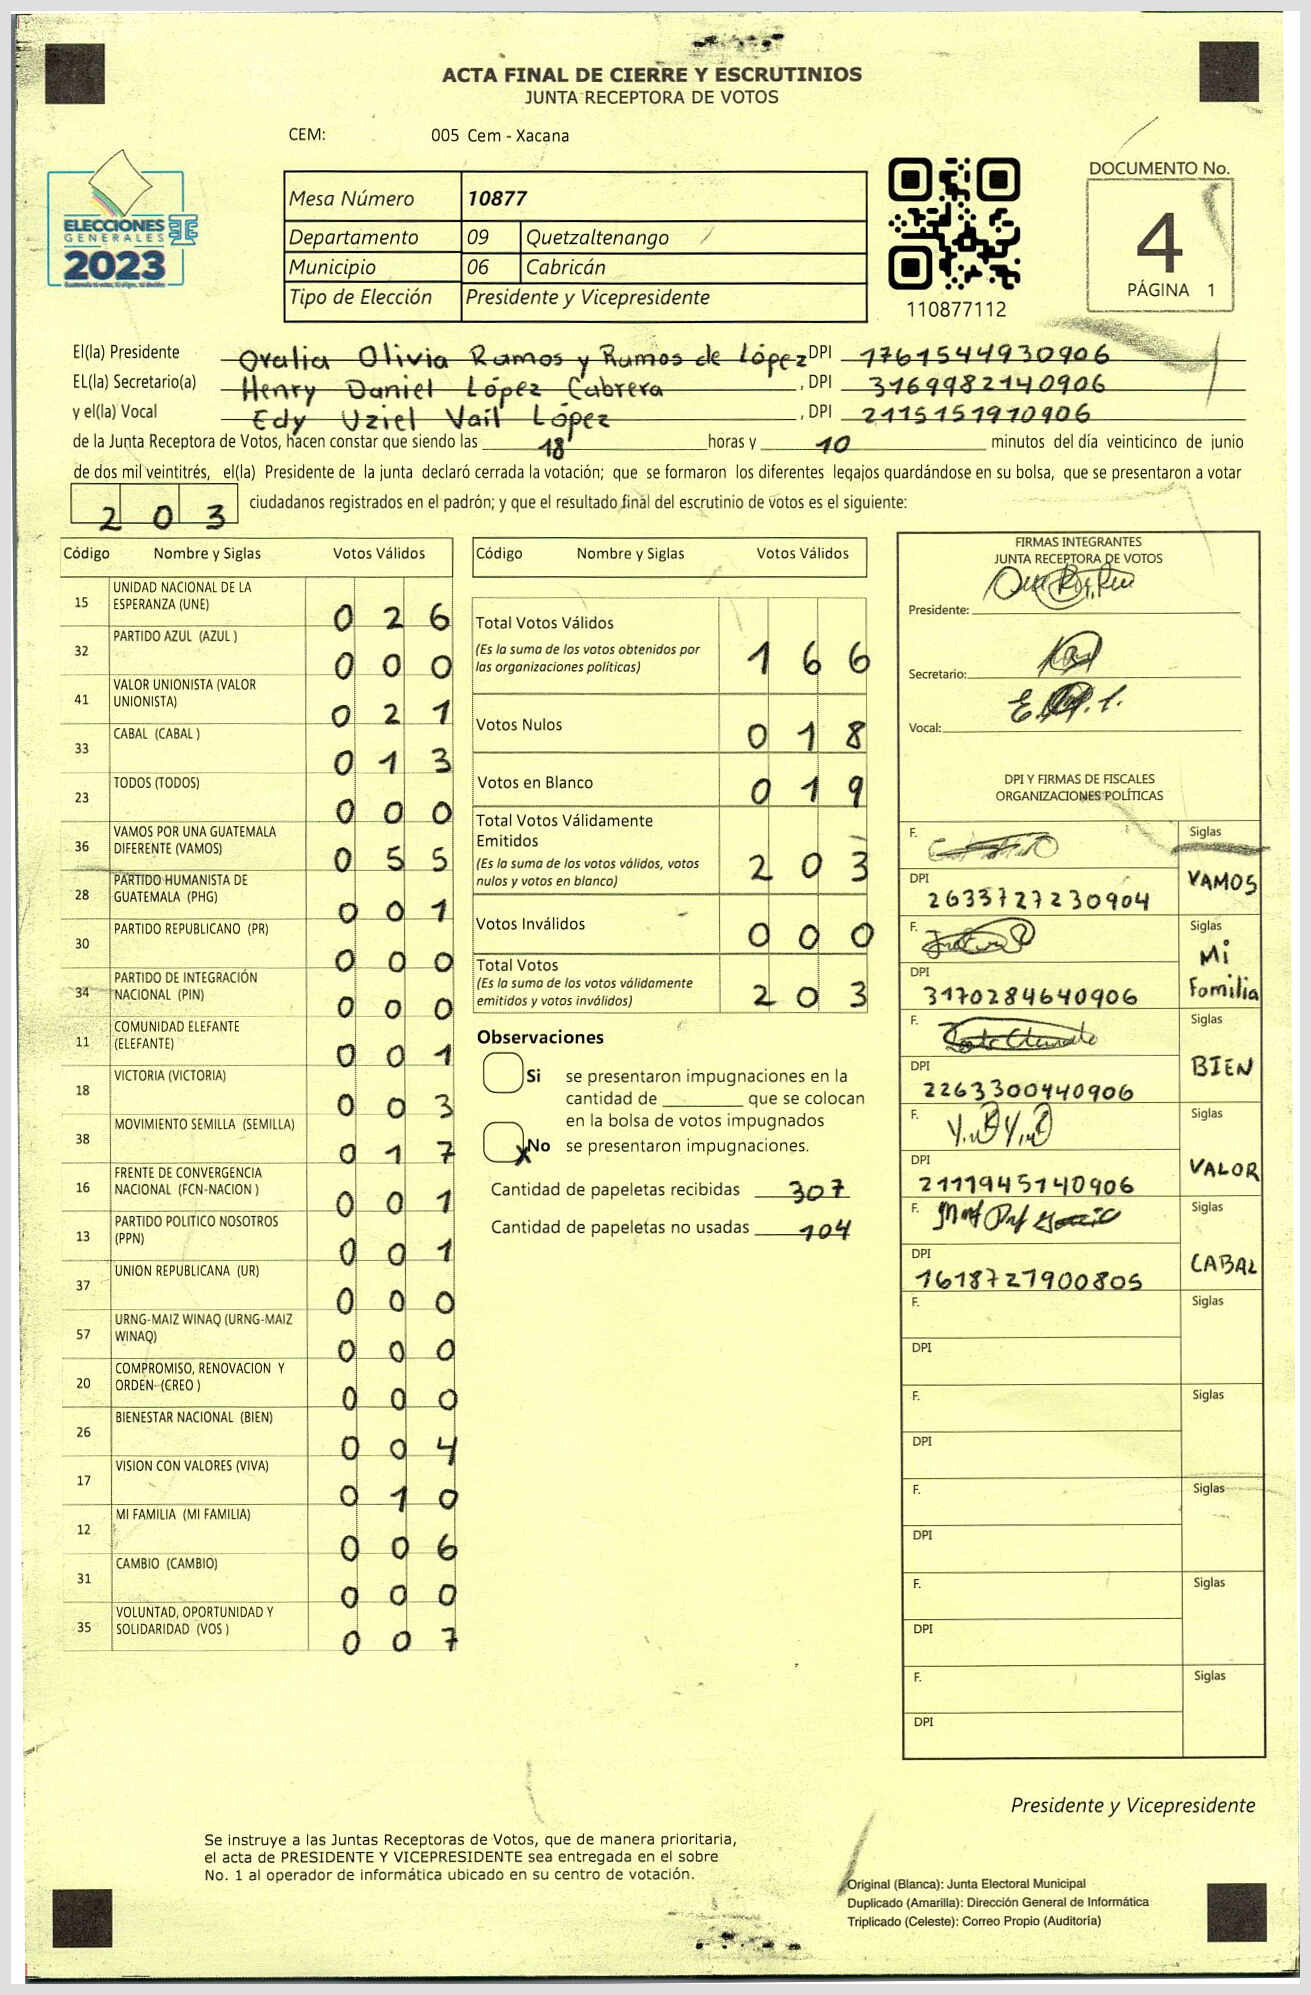 ACTA FINAL DE CIERRE Y ESCRUTINIOS
JUNTA RECEPTORA DE VOTOS
CEM: 005 Cem - Xacana
ELECCIONES
GENERALES
2023
Mesa Número 10877
Departamento 09 Quetzaltenango
Municipio 06 Cabricán
Tipo de Elección Presidente y Vicepresidente
110877112
DOCUMENTO No.
4
PÁGINA 1
El(la) Presidente Oralia Olivia Ramos y Ramos de López DPI 1761544930906
EL(la) Secretario(a) Henry Daniel López Cabrera , DPI 3169982140906
y el(la) Vocal Edy Uziel Vail López , DPI 2115151910906
de la Junta Receptora de Votos, hacen constar que siendo las 18 horas y 10 minutos del día veinticinco de junio
de dos mil veintitrés, el(la) Presidente de la junta declaró cerrada la votación; que se formaron los diferentes legajos quardándose en su bolsa, que se presentaron a votar
203 ciudadanos registrados en el padrón; y que el resultado final del escrutinio de votos es el siguiente:
Código Nombre y Siglas Votos Válidos
15 UNIDAD NACIONAL DE LA ESPERANZA (UNE) 0 2 6
32 PARTIDO AZUL (AZUL ) 0 0 0
41 VALOR UNIONISTA (VALOR UNIONISTA) 0 2 1
33 CABAL (CABAL ) 0 1 3
23 TODOS (TODOS) 0 0 0
36 VAMOS POR UNA GUATEMALA DIFERENTE (VAMOS) 0 5 5
28 PARTIDO HUMANISTA DE GUATEMALA (PHG) 0 0 1
30 PARTIDO REPUBLICANO (PR) 0 0 0
34 PARTIDO DE INTEGRACIÓN NACIONAL (PIN) 0 0 0
11 COMUNIDAD ELEFANTE (ELEFANTE) 0 0 1
18 VICTORIA (VICTORIA) 0 0 3
38 MOVIMIENTO SEMILLA (SEMILLA) 0 1 7
16 FRENTE DE CONVERGENCIA NACIONAL (FCN-NACION ) 0 0 1
13 PARTIDO POLITICO NOSOTROS (PPN) 0 0 1
37 UNION REPUBLICANA (UR) 0 0 0
57 URNG-MAIZ WINAQ (URNG-MAIZ WINAQ) 0 0 0
20 COMPROMISO, RENOVACION Y ORDEN (CREO ) 0 0 0
26 BIENESTAR NACIONAL (BIEN) 0 0 4
17 VISION CON VALORES (VIVA) 0 1 0
12 MI FAMILIA (MI FAMILIA) 0 0 6
31 CAMBIO (CAMBIO) 0 0 0
35 VOLUNTAD, OPORTUNIDAD Y SOLIDARIDAD (VOS ) 0 0 7
Código Nombre y Siglas Votos Válidos
Total Votos Válidos 1 6 6
(Es la suma de los votos obtenidos por
las organizaciones políticas)
Votos Nulos 0 1 8
Votos en Blanco 0 1 9
Total Votos Válidamente
Emitidos 2 0 3
(Es la suma de los votos válidos, votos
nulos y votos en blanco)
Votos Inválidos 0 0 0
Total Votos 2 0 3
(Es la suma de los votos válidamente
emitidos y votos inválidos)
Observaciones
Si se presentaron impugnaciones en la
cantidad de que se colocan
en la bolsa de votos impugnados
X No se presentaron impugnaciones.
Cantidad de papeletas recibidas 307
Cantidad de papeletas no usadas 104
FIRMAS INTEGRANTES
JUNTA RECEPTORA DE VOTOS
Presidente:
Secretario:
Vocal:
DPI Y FIRMAS DE FISCALES
ORGANIZACIONES POLÍTICAS
F. Siglas
DPI 2633727230904 VAMOS
F. Siglas
DPI 3170284640906 Mi Familia
F. Siglas
DPI 2263300440906 BIEN
F. Siglas
DPI 2111945140906 VALOR
F. Siglas
DPI 1618727900805 CABAL
F. Siglas
DPI
F. Siglas
DPI
F. Siglas
DPI
F. Siglas
DPI
F. Siglas
DPI
Presidente y Vicepresidente
Se instruye a las Juntas Receptoras de Votos, que de manera prioritaria,
el acta de PRESIDENTE Y VICEPRESIDENTE sea entregada en el sobre
No. 1 al operador de informática ubicado en su centro de votación.
Original (Blanca): Junta Electoral Municipal
Duplicado (Amarilla): Dirección General de Informática
Triplicado (Celeste): Correo Propio (Auditoría)